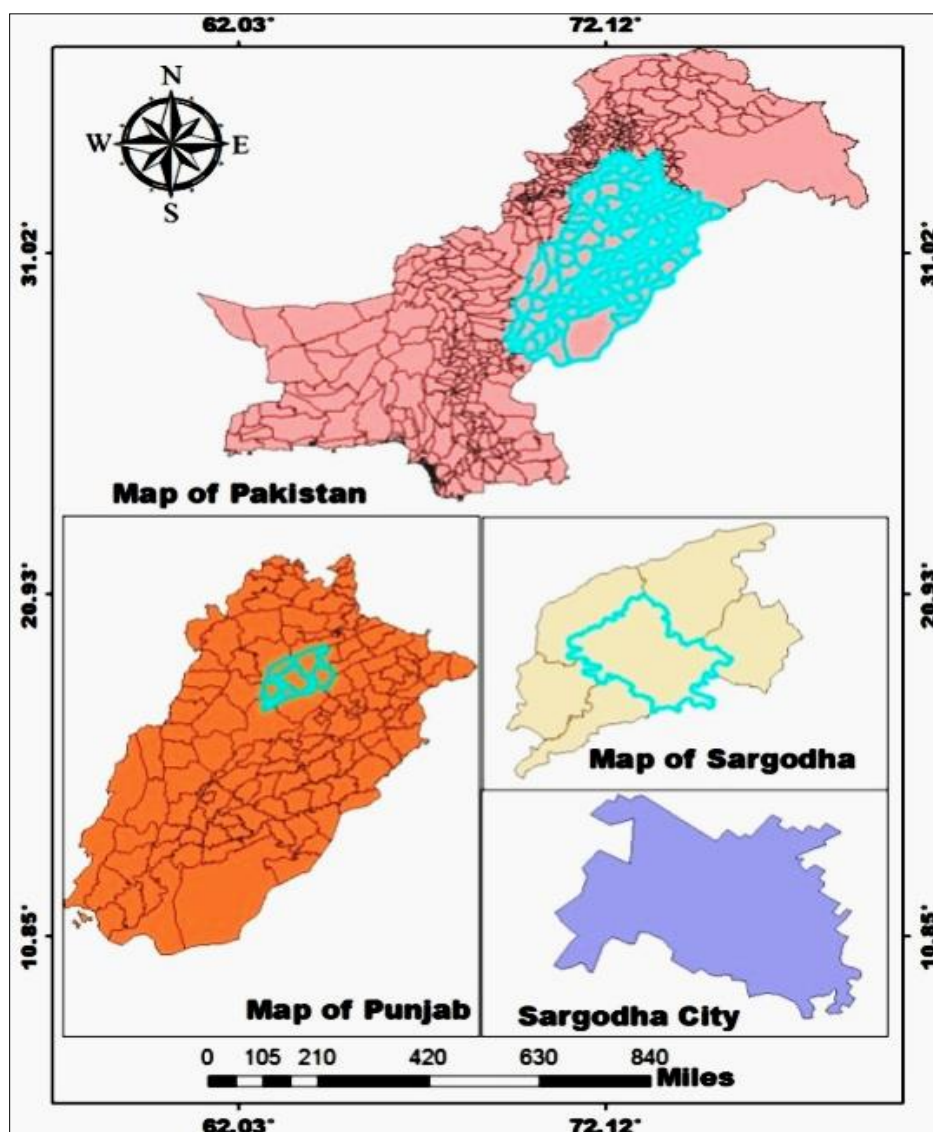 62.03° 72.12°
N
W E
S
31.02° 31.02°
Map of Pakistan
20.93° 20.93°
Map of Sargodha
10.85° 10.85°
Map of Punjab
Sargodha City
0 105 210 420 630 840
Miles
62.03° 72.12°